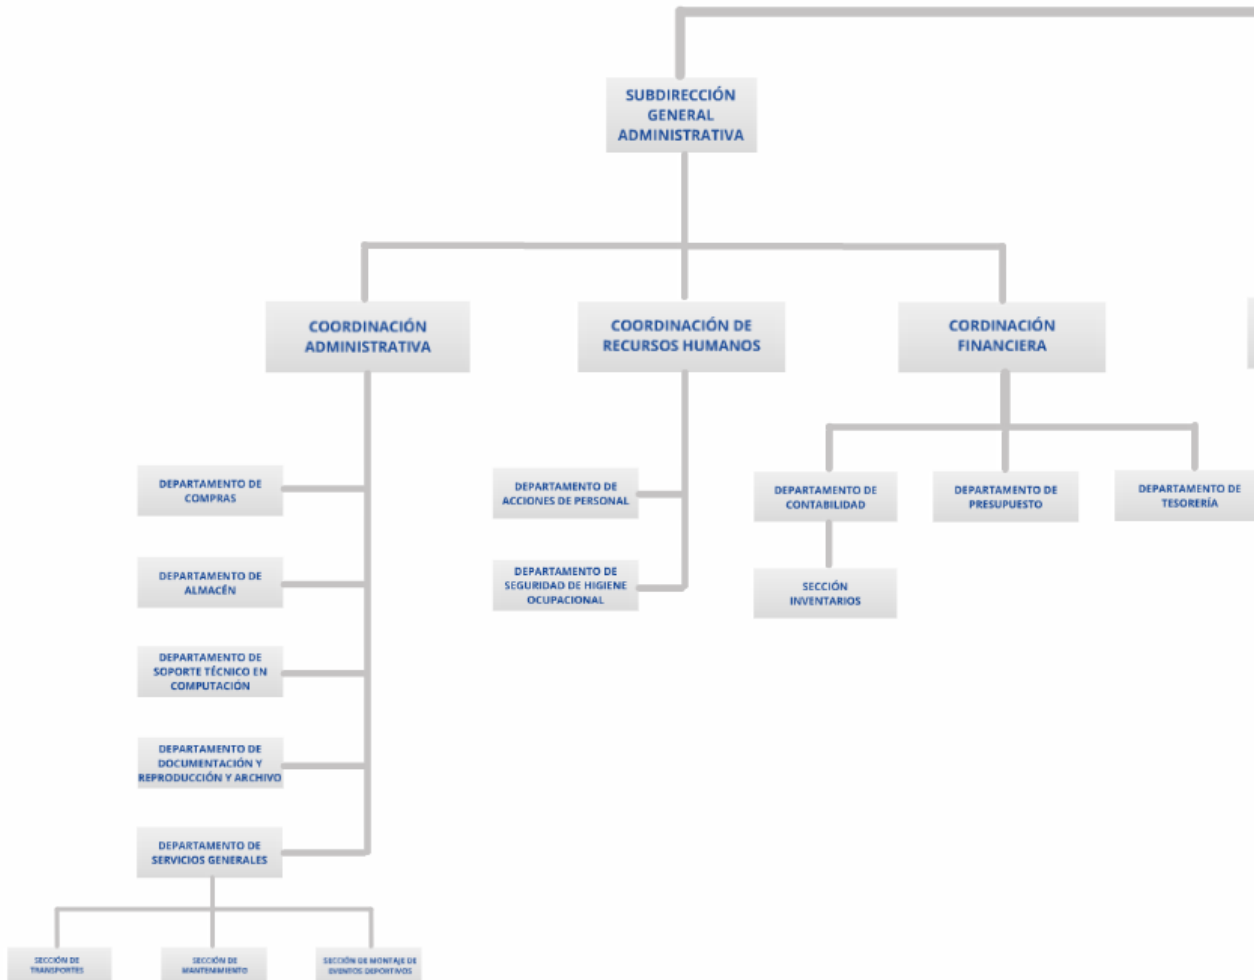 SUBDIRECCIÓN
GENERAL
ADMINISTRATIVA
COORDINACIÓN
ADMINISTRATIVA
COORDINACIÓN DE
RECURSOS HUMANOS
CORDINACIÓN
FINANCIERA
DEPARTAMENTO DE
COMPRAS
DEPARTAMENTO DE
ALMACÉN
DEPARTAMENTO DE
SOPORTE TÉCNICO EN
COMPUTACIÓN
DEPARTAMENTO DE
DOCUMENTACIÓN Y
REPRODUCCIÓN Y ARCHIVO
DEPARTAMENTO DE
SERVICIOS GENERALES
SECCIÓN DE
TRANSPORTES
SECCIÓN DE
MANTENIMIENTO
SECCIÓN DE MONTAJE DE
EVENTOS DEPORTIVOS
DEPARTAMENTO DE
ACCIONES DE PERSONAL
DEPARTAMENTO DE
SEGURIDAD DE HIGIENE
OCUPACIONAL
DEPARTAMENTO DE
CONTABILIDAD
SECCIÓN
INVENTARIOS
DEPARTAMENTO DE
PRESUPUESTO
DEPARTAMENTO DE
TESORERÍA